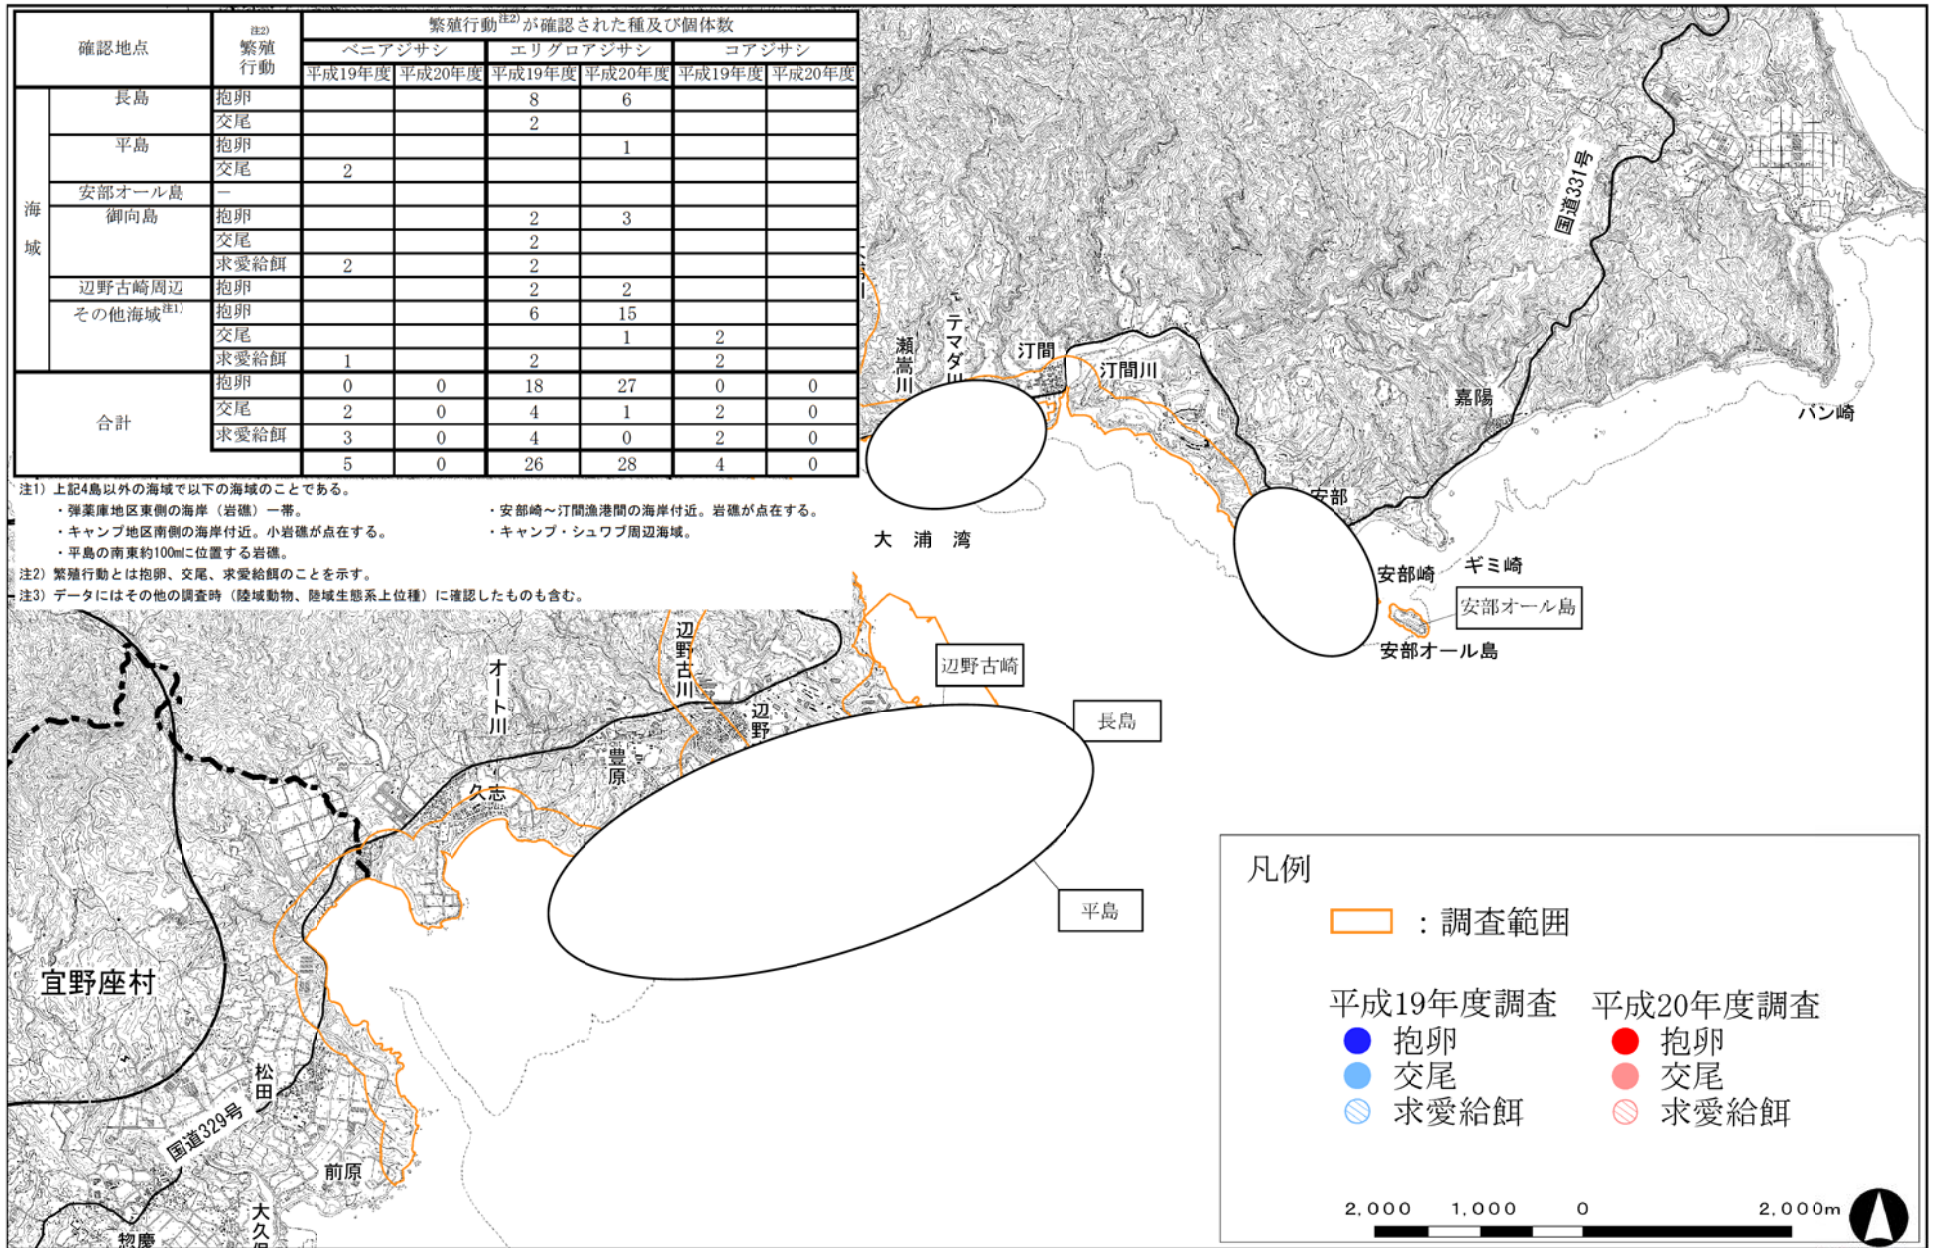 確認地点 注2)繁殖行動 繁殖行動注2)が確認された種及び個体数
ベニアジサシ エリグロアジサシ コアジサシ
平成19年度 平成20年度 平成19年度 平成20年度 平成19年度 平成20年度
海域
長島 抱卵 8 6
交尾 2
平島 抱卵 1
交尾 2
安部オール島 －
御向島 抱卵 2 3
交尾 2
求愛給餌 2 2
辺野古崎周辺 抱卵 2 2
その他海域注1) 抱卵 6 15
交尾 1 2
求愛給餌 1 2 2
合計 抱卵 0 0 18 27 0 0
交尾 2 0 4 1 2 0
求愛給餌 3 0 4 0 2 0
5 0 26 28 4 0
注1) 上記4島以外の海域で以下の海域のことである。
・弾薬庫地区東側の海岸（岩礁）一帯。
・安部崎～汀間漁港間の海岸付近。岩礁が点在する。
・キャンプ地区南側の海岸付近。小岩礁が点在する。
・キャンプ・シュワブ周辺海域。
・平島の南東約100mに位置する岩礁。
注2) 繁殖行動とは抱卵、交尾、求愛給餌のことを示す。
注3) データにはその他の調査時（陸域動物、陸域生態系上位種）に確認したものも含む。
国道331号
瀬嵩川
テマダ川
汀間
汀間川
嘉陽
バン崎
安部
大浦湾
安部崎
ギミ崎
安部オール島
安部オール島
辺野古川
辺野古崎
オート川
辺野
長島
豊原
久志
平島
宜野座村
松田
国道329号
前原
惣慶
凡例
：調査範囲
平成19年度調査 平成20年度調査
抱卵 抱卵
交尾 交尾
求愛給餌 求愛給餌
2,000 1,000 0 2,000m